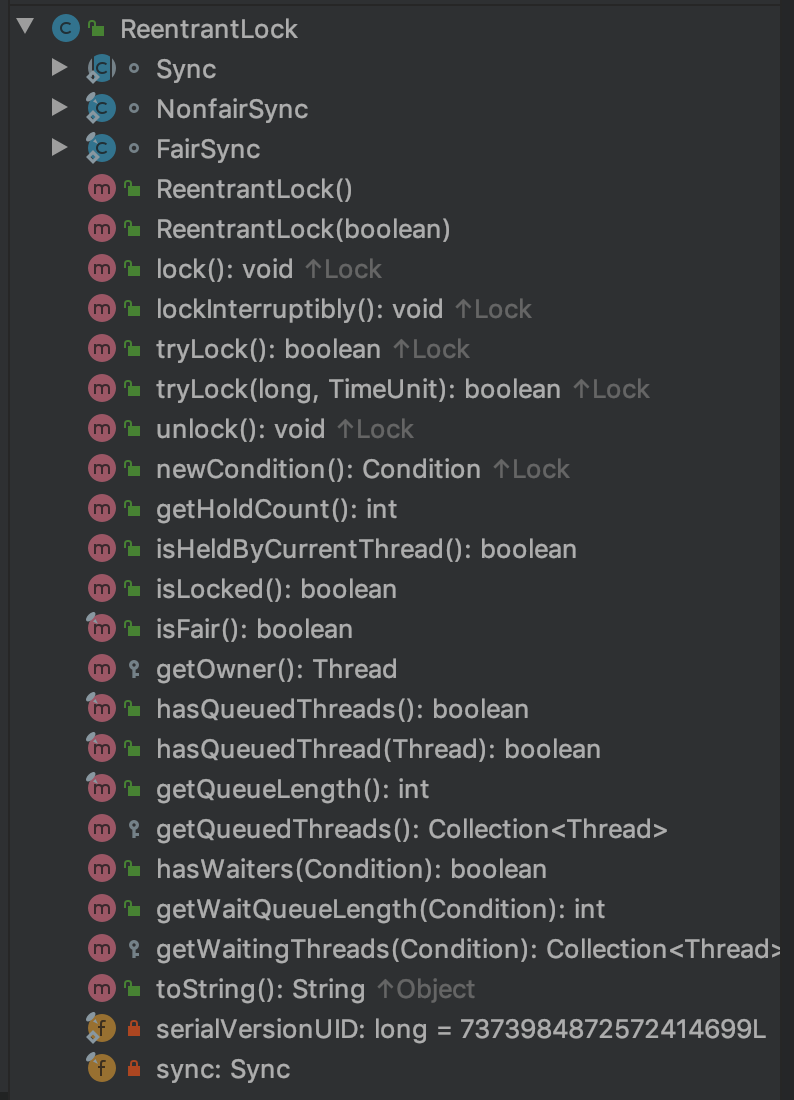 ReentrantLock
Sync
NonfairSync
FairSync
ReentrantLock()
ReentrantLock(boolean)
lock(): void ↑Lock
lockInterruptibly(): void ↑Lock
tryLock(): boolean ↑Lock
tryLock(long, TimeUnit): boolean ↑Lock
unlock(): void ↑Lock
newCondition(): Condition ↑Lock
getHoldCount(): int
isHeldByCurrentThread(): boolean
isLocked(): boolean
isFair(): boolean
getOwner(): Thread
hasQueuedThreads(): boolean
hasQueuedThread(Thread): boolean
getQueueLength(): int
getQueuedThreads(): Collection<Thread>
hasWaiters(Condition): boolean
getWaitQueueLength(Condition): int
getWaitingThreads(Condition): Collection<Thread>
toString(): String ↑Object
serialVersionUID: long = 7373984872572414699L
sync: Sync